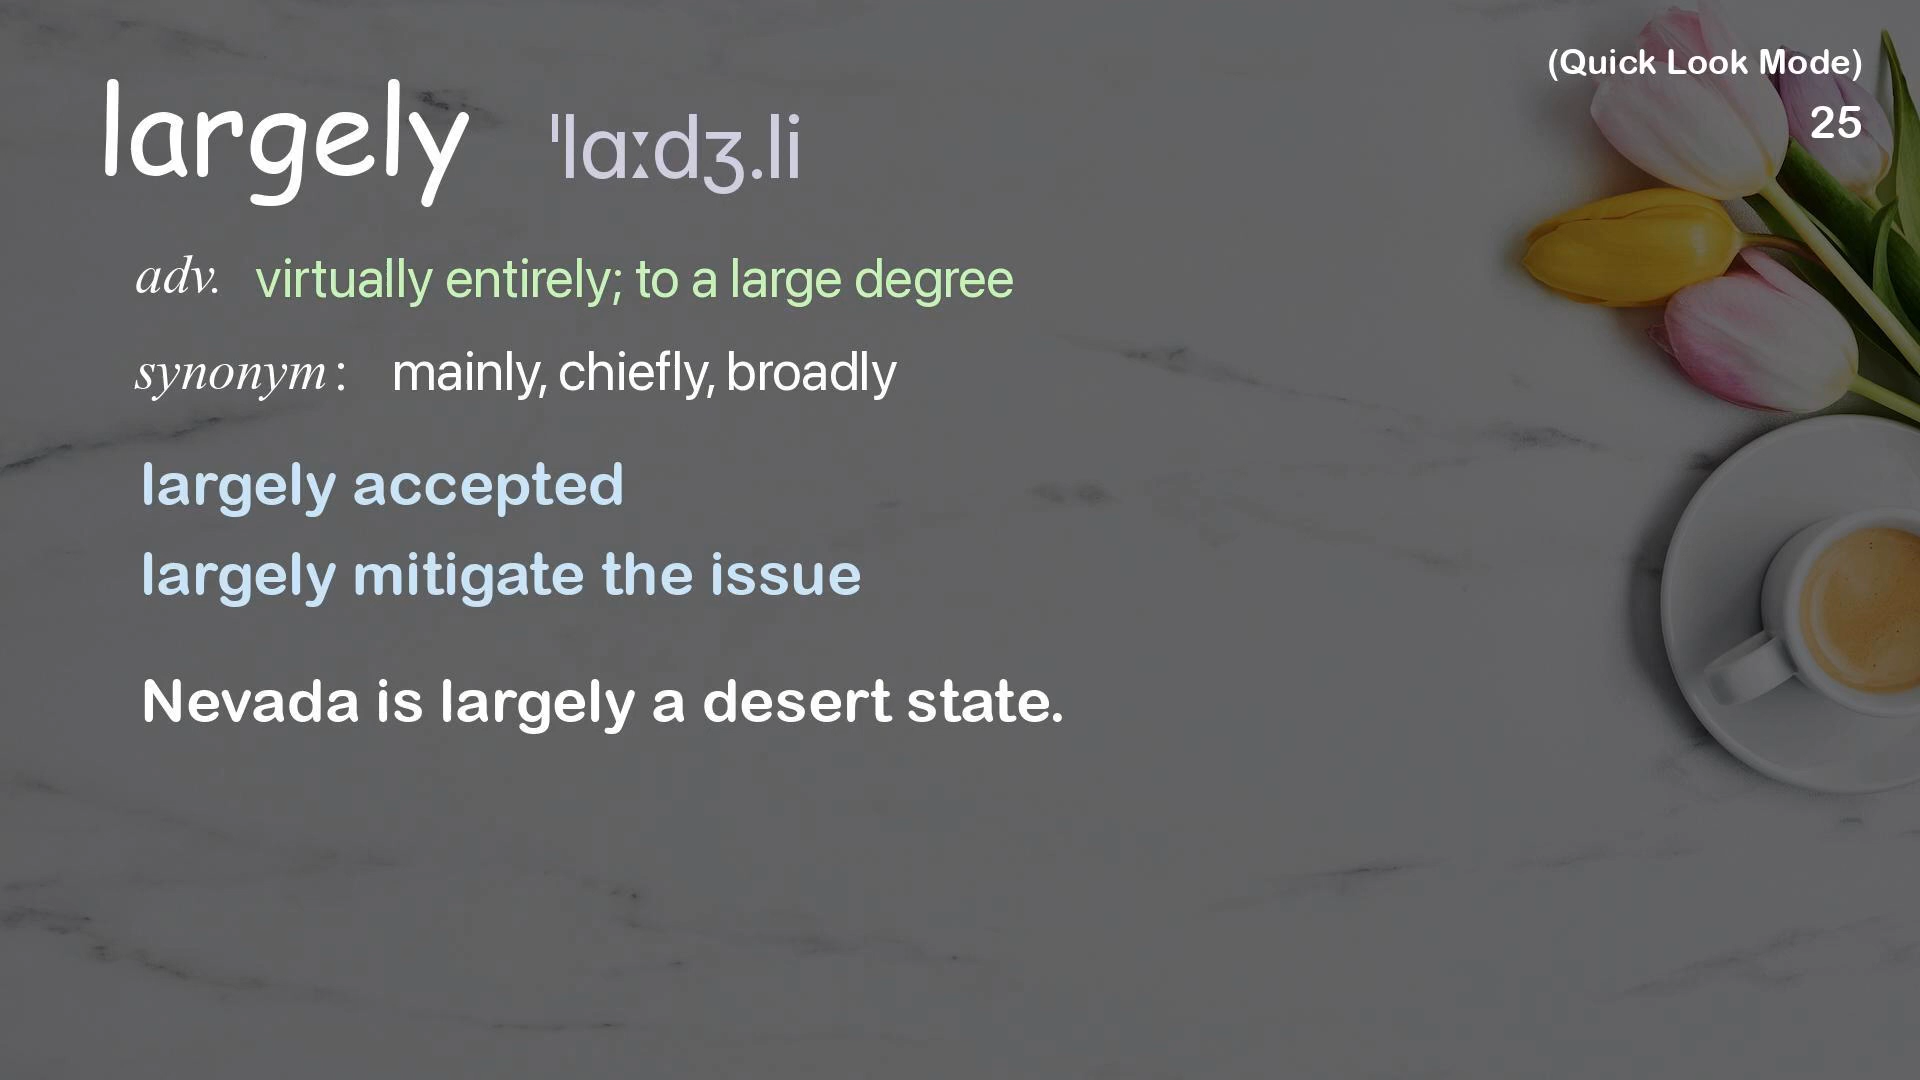 (Quick Look Mode)
25
largely ˈlɑːdʒ.li
adv. virtually entirely; to a large degree
synonym : mainly, chiefly, broadly
largely accepted
largely mitigate the issue
Nevada is largely a desert state.